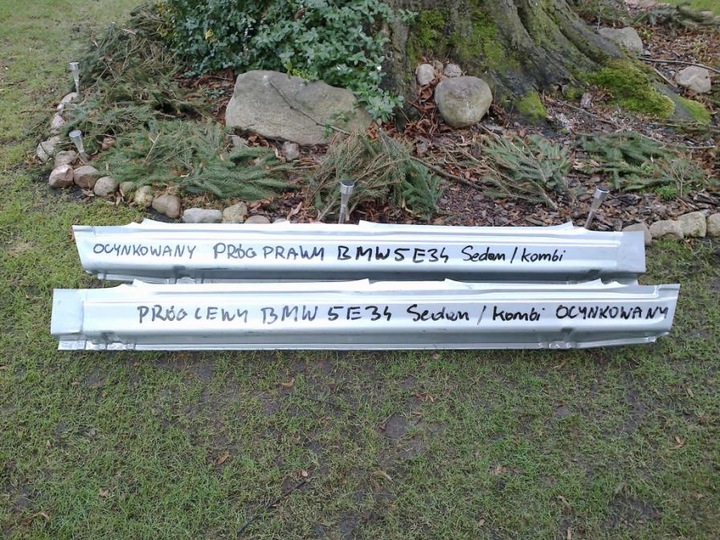 OCYNKOWANY PRÓG PRAWY BMW 5 E34 Sedan / kombi
PRÓG LEWY BMW 5 E34 Sedan / kombi OCYNKOWANY